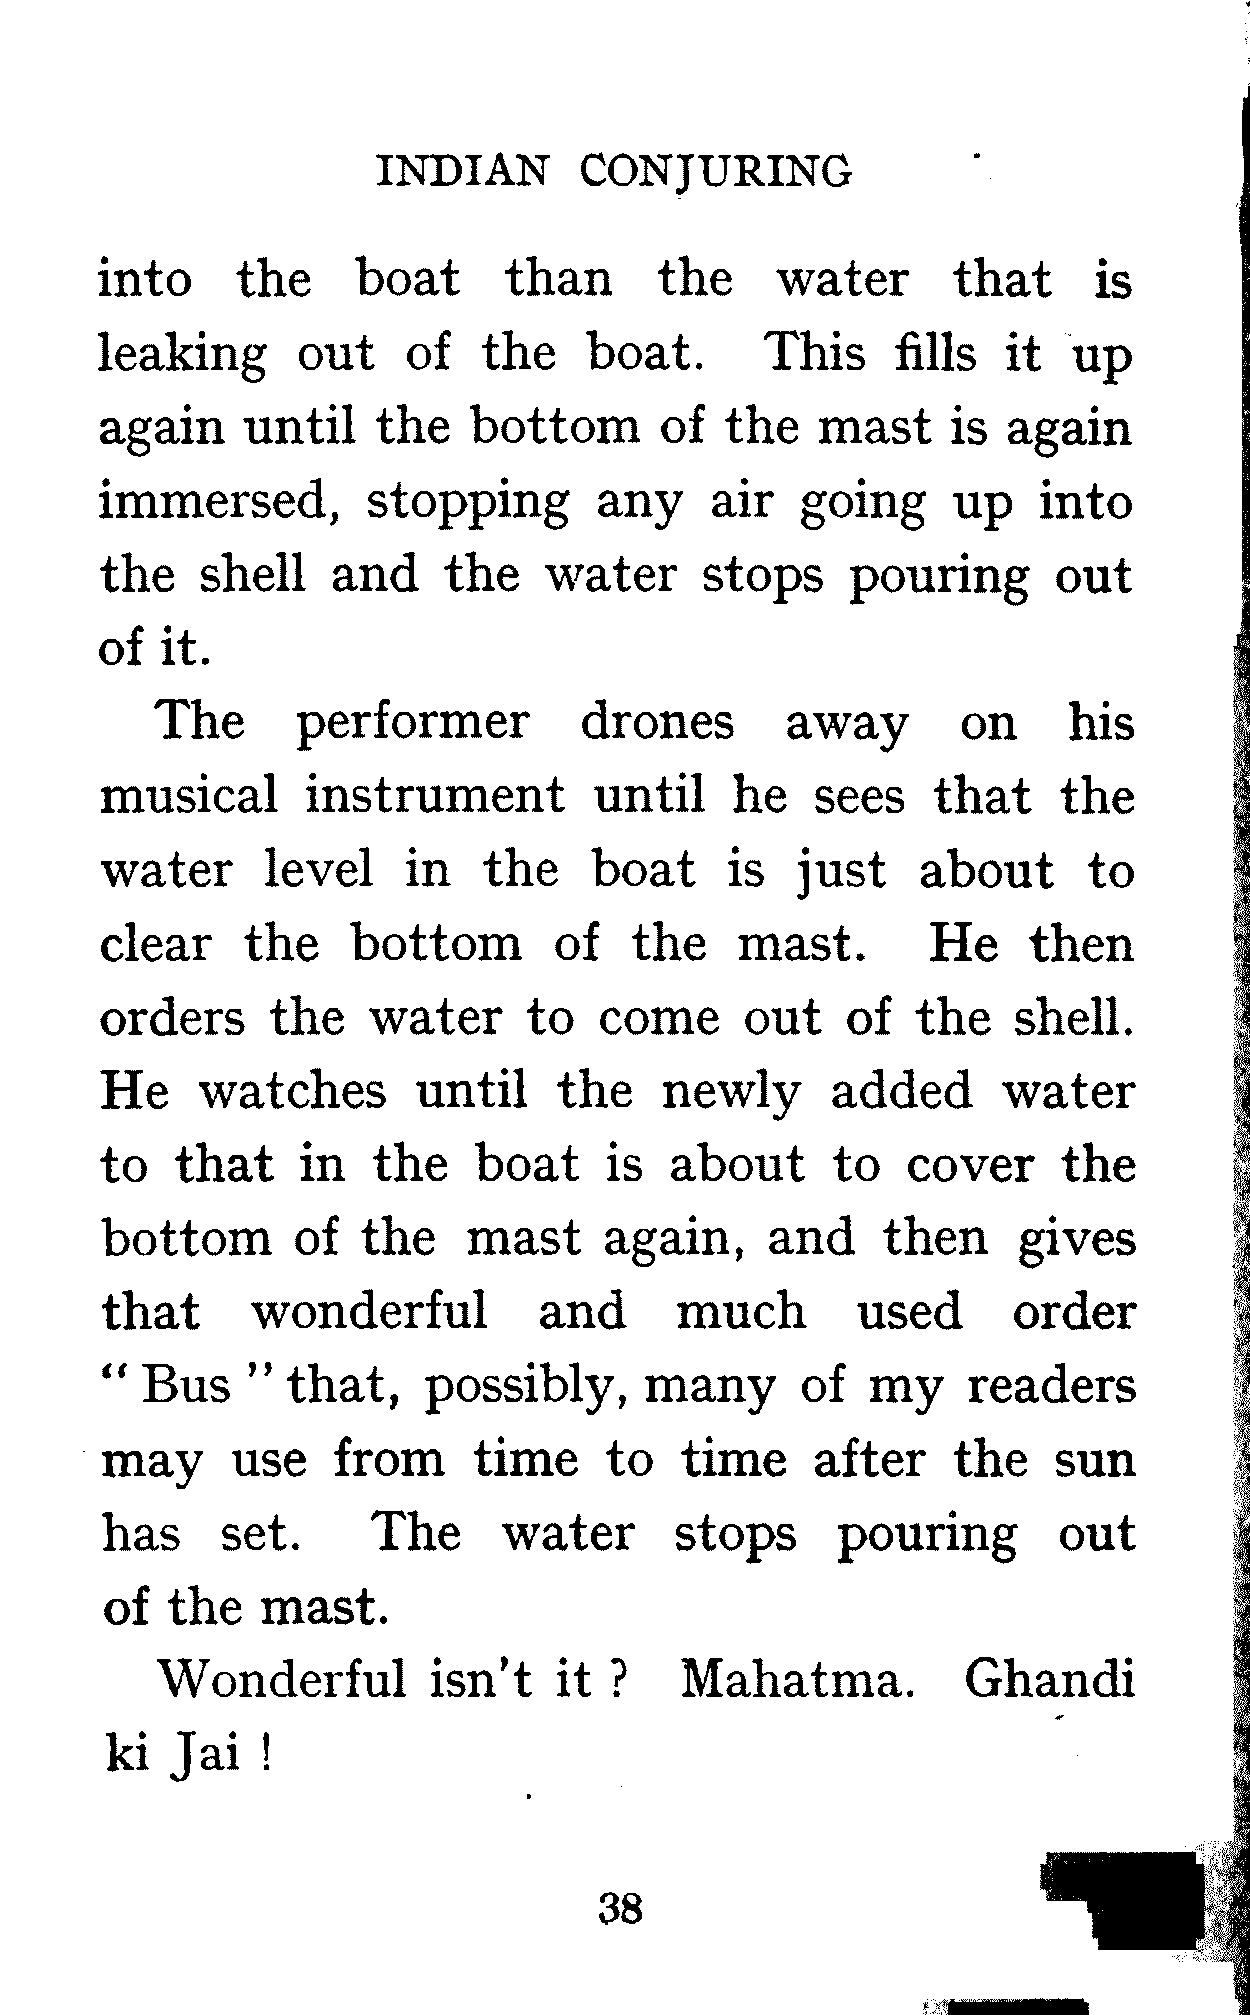 INDIAN CONJURING
into the boat than the water that is
leaking out of the boat. This fills it up
again until the bottom of the mast is again
immersed, stopping any air going up into
the shell and the water stops pouring out
of it.
The performer drones away on his
musical instrument until he sees that the
water level in the boat is just about to
clear the bottom of the mast. He then
orders the water to come out of the shell.
He watches until the newly added water
to that in the boat is about to cover the
bottom of the mast again, and then gives
that wonderful and much used order
“ Bus ” that, possibly, many of my readers
may use from time to time after the sun
has set. The water stops pouring out
of the mast.
Wonderful isn't it ? Mahatma. Ghandi
ki Jai !
38